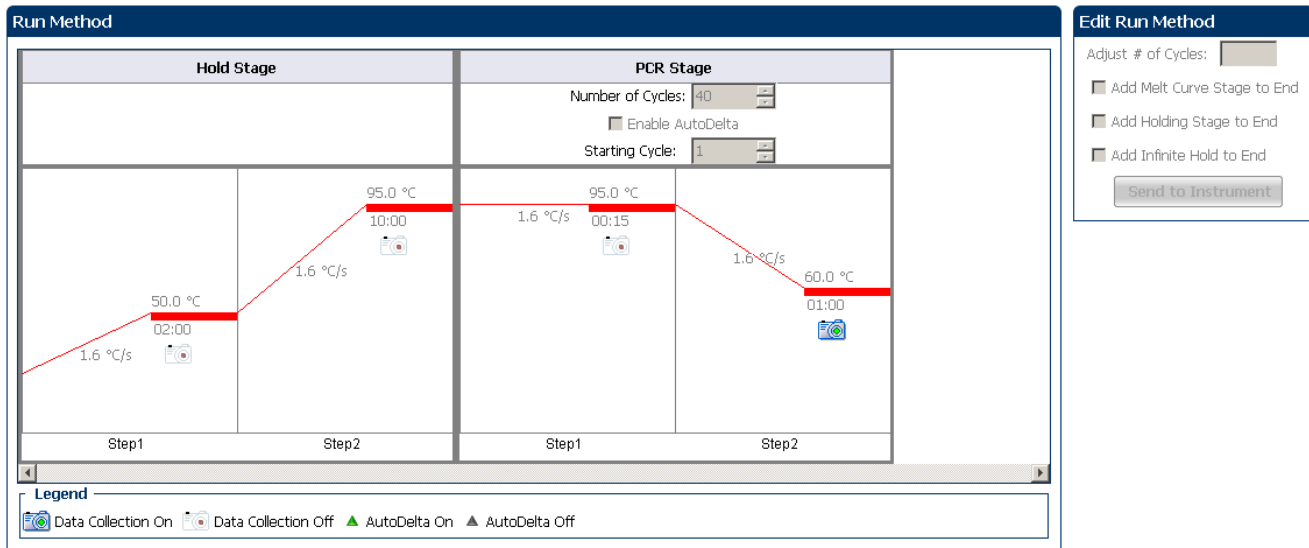 Run Method
Hold Stage
PCR Stage
Number of Cycles: 40
Enable AutoDelta
Starting Cycle: 1
50.0 °C
02:00
1.6 °C/s
Step1
95.0 °C
10:00
1.6 °C/s
Step2
95.0 °C
1.6 °C/s
00:15
Step1
1.6 °C/s
60.0 °C
01:00
Step2
Legend
Data Collection On Data Collection Off AutoDelta On AutoDelta Off
Edit Run Method
Adjust # of Cycles:
Add Melt Curve Stage to End
Add Holding Stage to End
Add Infinite Hold to End
Send to Instrument